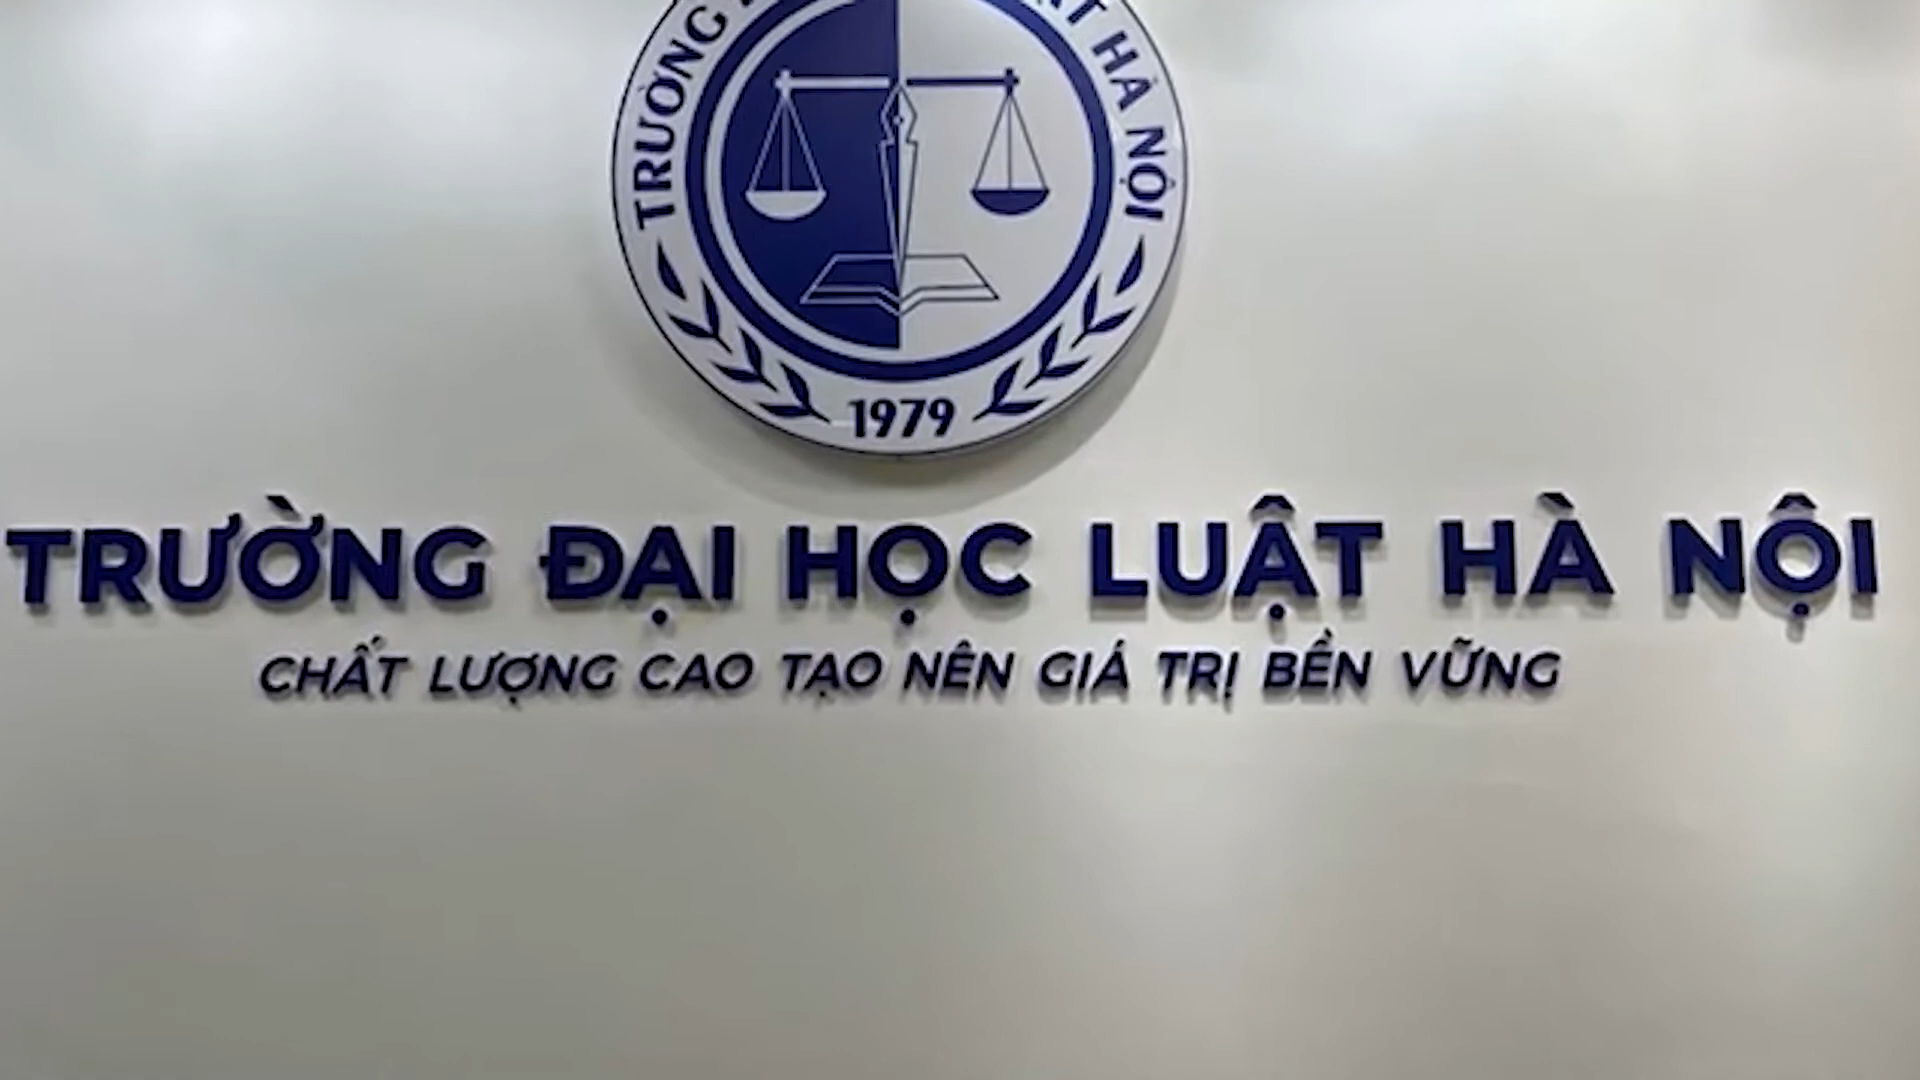 TRƯỜNG
HÀ NỘI
1979
TRƯỜNG ĐẠI HỌC LUẬT HÀ NỘI
CHẤT LƯỢNG CAO TẠO NÊN GIÁ TRỊ BỀN VỮNG